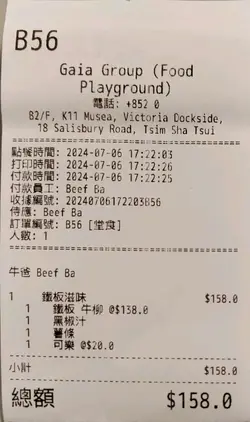 B56
Gaia Group (Food
Playground)
電話: +852 0
B2/F, K11 Musea, Victoria Dockside,
18 Salisbury Road, Tsim Sha Tsui
點餐時間: 2024-07-06 17:22:03
打印時間: 2024-07-06 17:22:26
付款時間: 2024-07-06 17:22:25
付款員工: Beef Ba
收據編號: 20240706172203B56
侍應: Beef Ba
訂單編號: B56 [堂食]
人數: 1
牛爸 Beef Ba
1 鐵板滋味 $158.0
1 鐵板 牛柳 @$138.0
1 黑椒汁
1 薯條
1 可樂 @$20.0
小計 $158.0
總額 $158.0